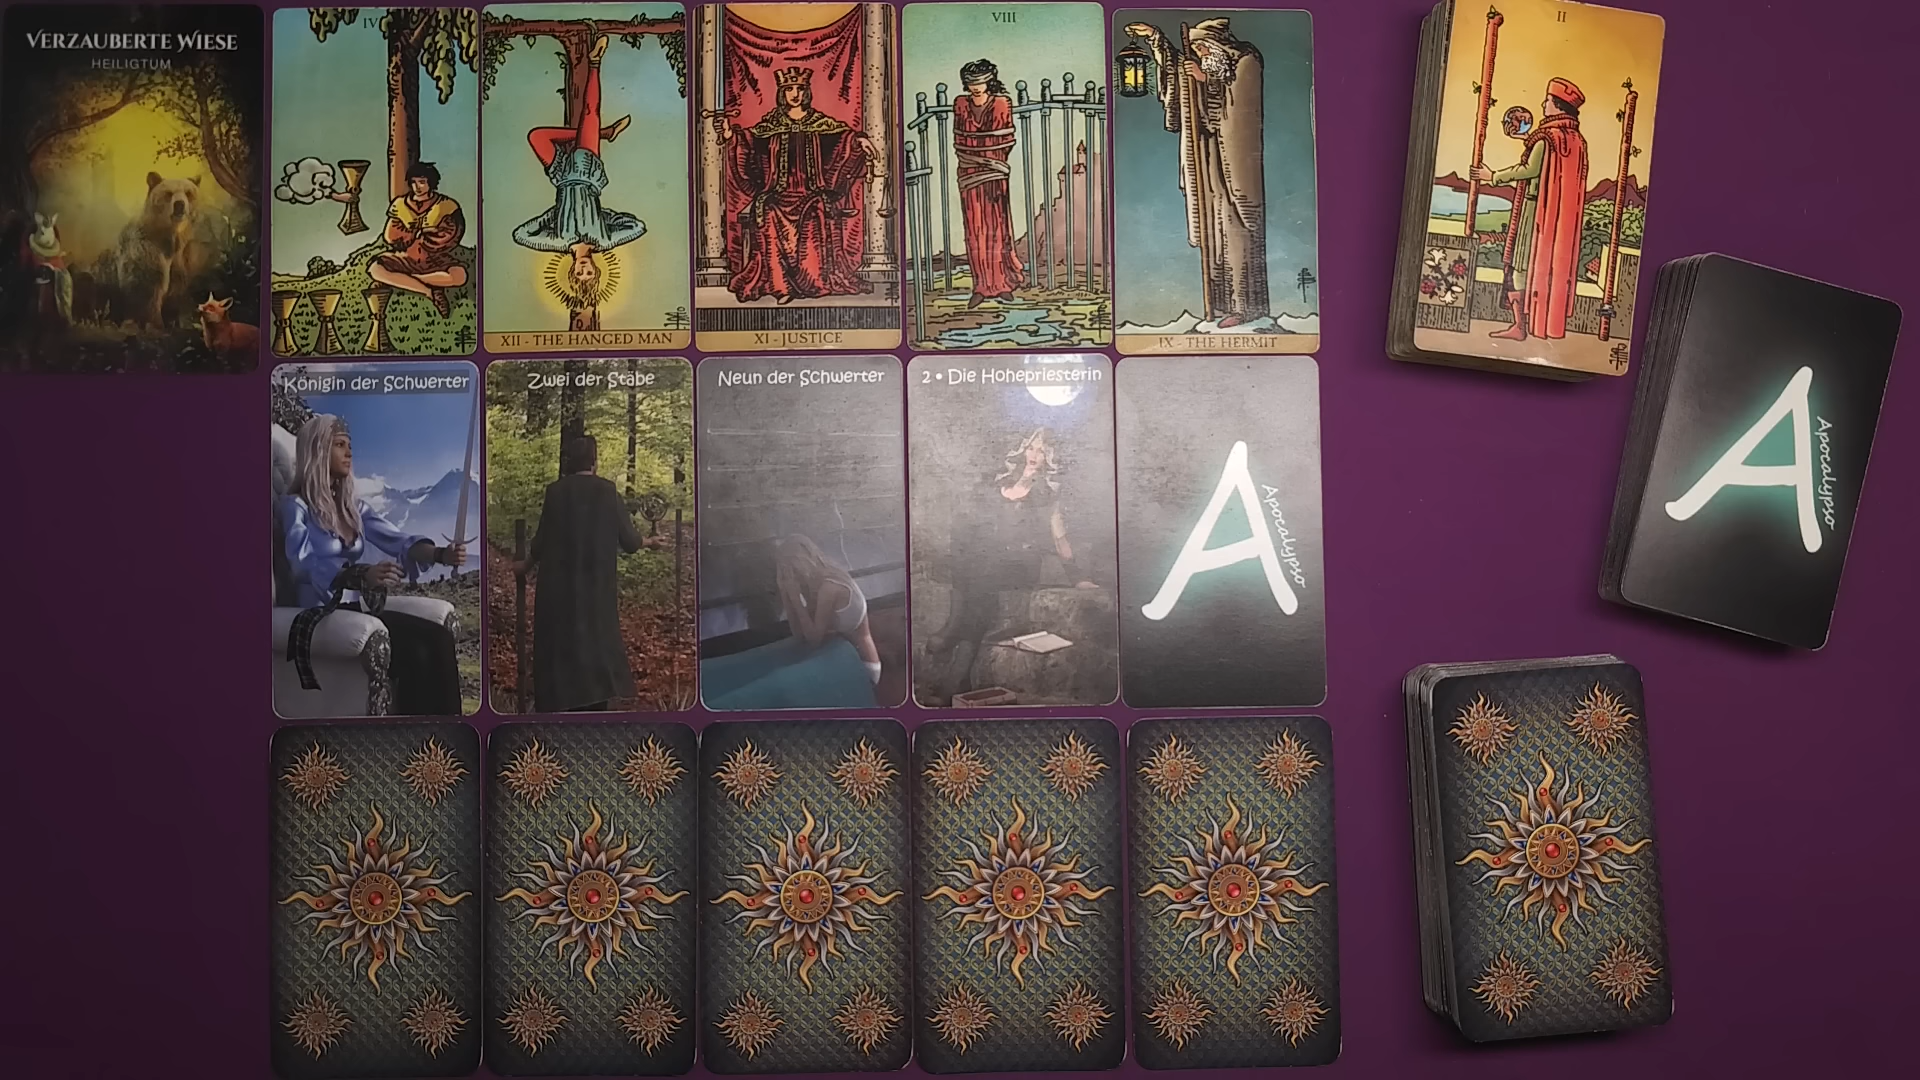 VERZAUBERTE WIESE
HEILIGTUM
IV
XII - THE HANGED MAN
XI - JUSTICE
VIII
IX - THE HERMIT
II
Königin der Schwerter
Zwei der Stäbe
Neun der Schwerter
2 • Die Hohepriesterin
A
Apocalypso
A
Apocalypso